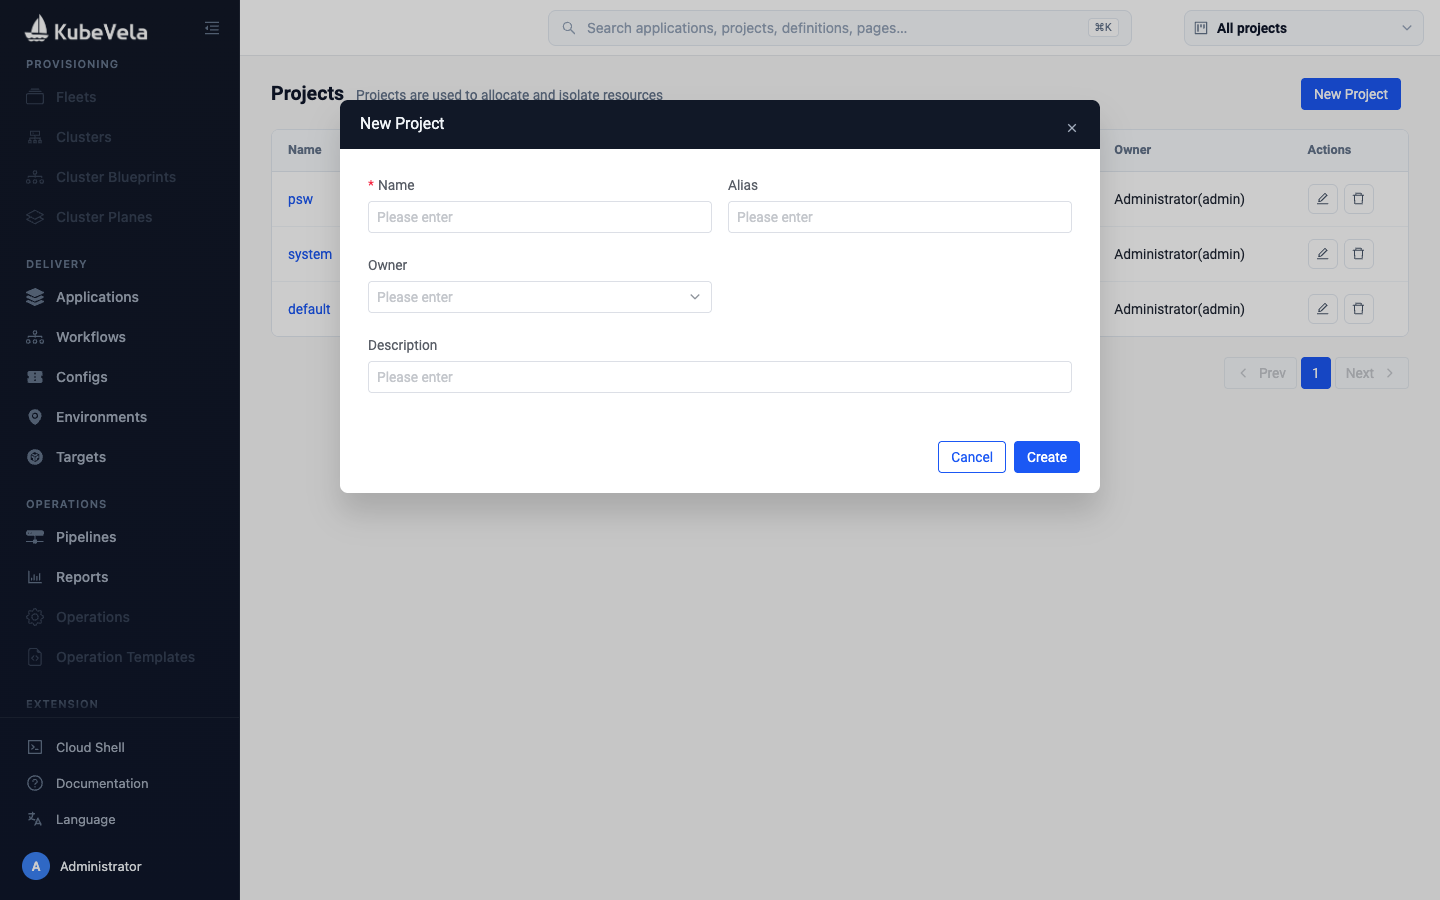 KubeVela
PROVISIONING
Fleets
Clusters
Cluster Blueprints
Cluster Planes
DELIVERY
Applications
Workflows
Configs
Environments
Targets
OPERATIONS
Pipelines
Reports
Operations
Operation Templates
EXTENSION
Cloud Shell
Documentation
Language
A Administrator
Search applications, projects, definitions, pages... ⌘K
All projects
Projects Projects are used to allocate and isolate resources
New Project
Name Owner Actions
psw Administrator(admin)
system Administrator(admin)
default Administrator(admin)
Prev 1 Next
New Project
* Name Alias
Please enter Please enter
Owner
Please enter
Description
Please enter
Cancel Create